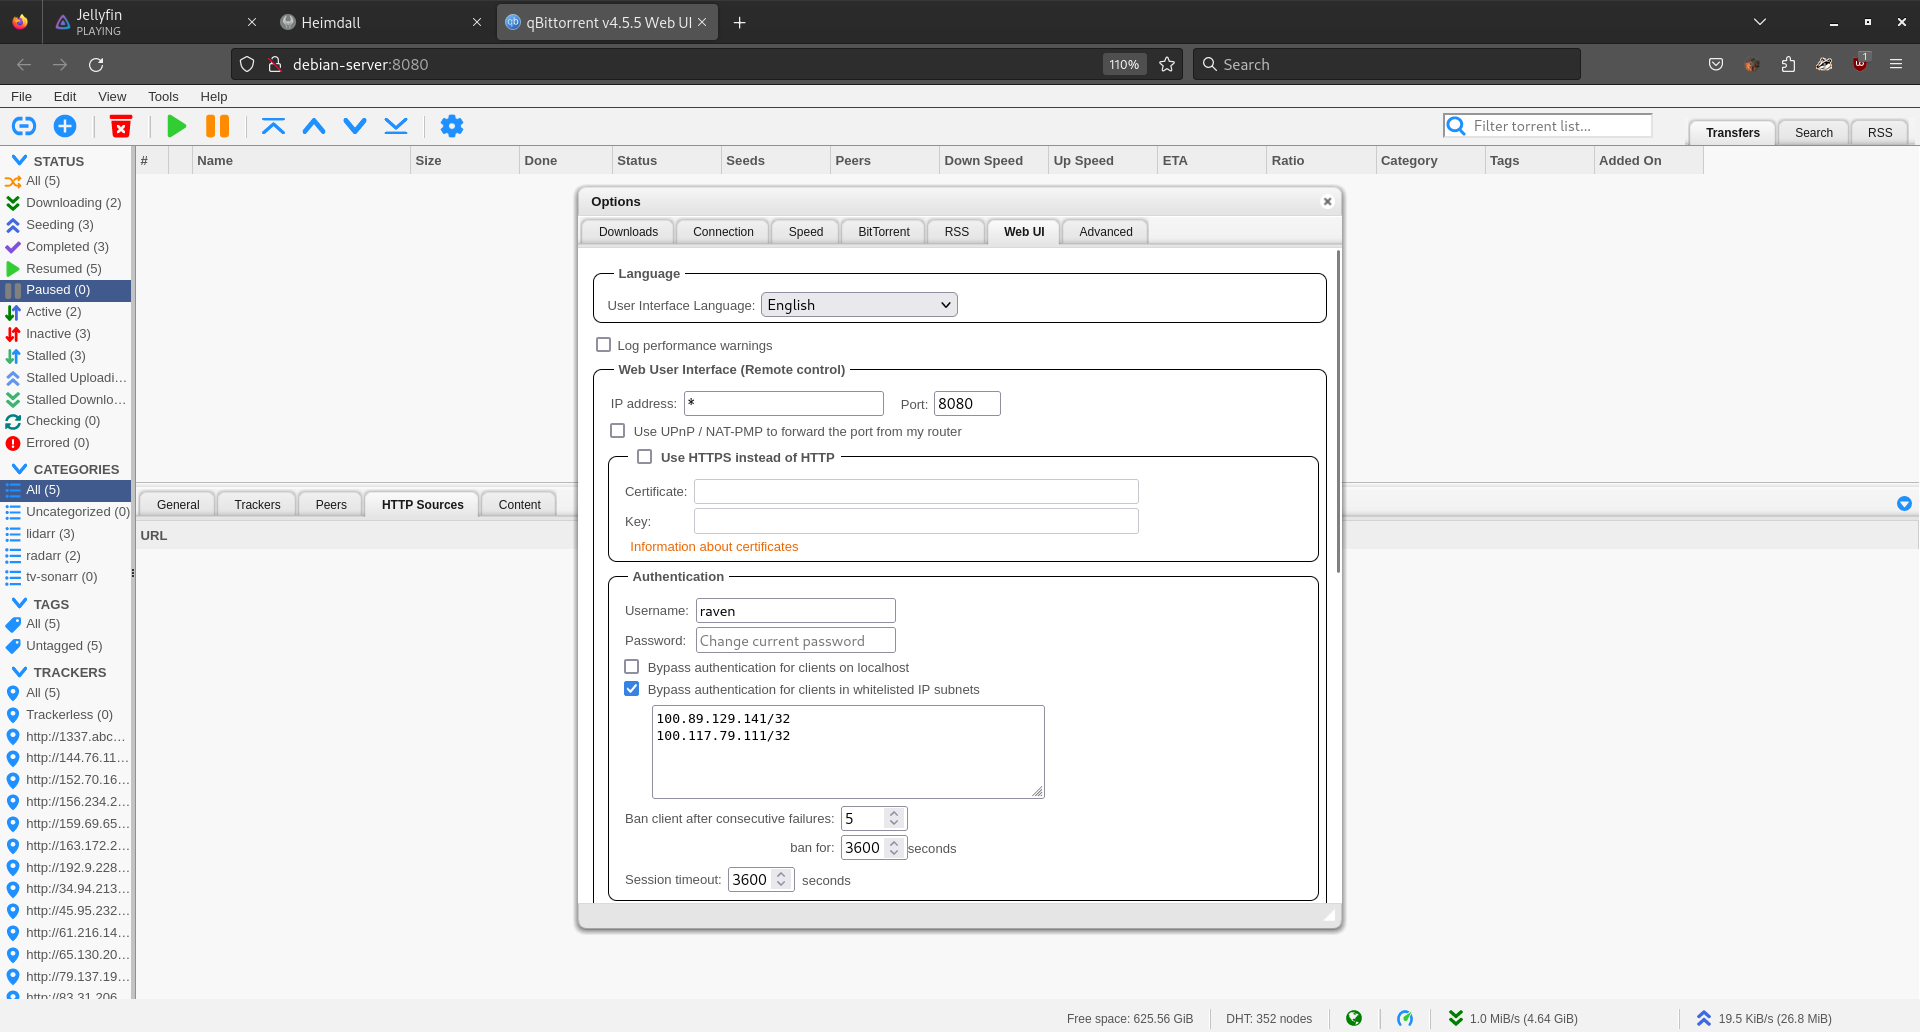 Jellyfin
PLAYING
Heimdall
qBittorrent v4.5.5 Web UI
debian-server:8080
110%
Search
1
File Edit View Tools Help
Filter torrent list...
Transfers Search RSS
# Name Size Done Status Seeds Peers Down Speed Up Speed ETA Ratio Category Tags Added On
STATUS
All (5)
Downloading (2)
Seeding (3)
Completed (3)
Resumed (5)
Paused (0)
Active (2)
Inactive (3)
Stalled (3)
Stalled Uploadi...
Stalled Downlo...
Checking (0)
Errored (0)
CATEGORIES
All (5)
Uncategorized (0)
lidarr (3)
radarr (2)
tv-sonarr (0)
TAGS
All (5)
Untagged (5)
TRACKERS
All (5)
Trackerless (0)
http://1337.abc...
http://144.76.11...
http://152.70.16...
http://156.234.2...
http://159.69.65...
http://163.172.2...
http://192.9.228...
http://34.94.213...
http://45.95.232...
http://61.216.14...
http://65.130.20...
http://79.137.19...
http://83.31.206
General Trackers Peers HTTP Sources Content
URL
Options
Downloads Connection Speed BitTorrent RSS Web UI Advanced
Language
User Interface Language: English
Log performance warnings
Web User Interface (Remote control)
IP address: * Port: 8080
Use UPnP / NAT-PMP to forward the port from my router
Use HTTPS instead of HTTP
Certificate:
Key:
Information about certificates
Authentication
Username: raven
Password: Change current password
Bypass authentication for clients on localhost
Bypass authentication for clients in whitelisted IP subnets
100.89.129.141/32
100.117.79.111/32
Ban client after consecutive failures: 5
ban for: 3600 seconds
Session timeout: 3600 seconds
Free space: 625.56 GiB DHT: 352 nodes 1.0 MiB/s (4.64 GiB) 19.5 KiB/s (26.8 MiB)